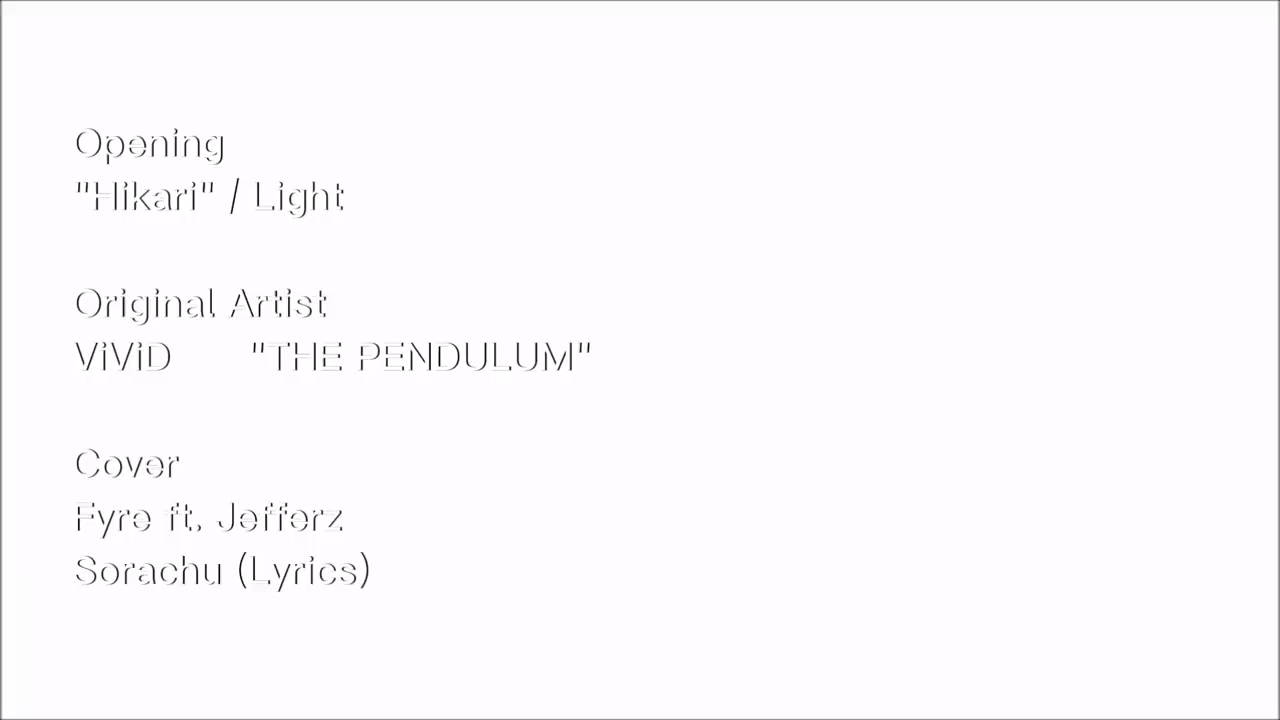 Opening
"Hikari" / Light
Original Artist
ViViD "THE PENDULUM"
Cover
Fyre ft. Jefferz
Sorachu (Lyrics)